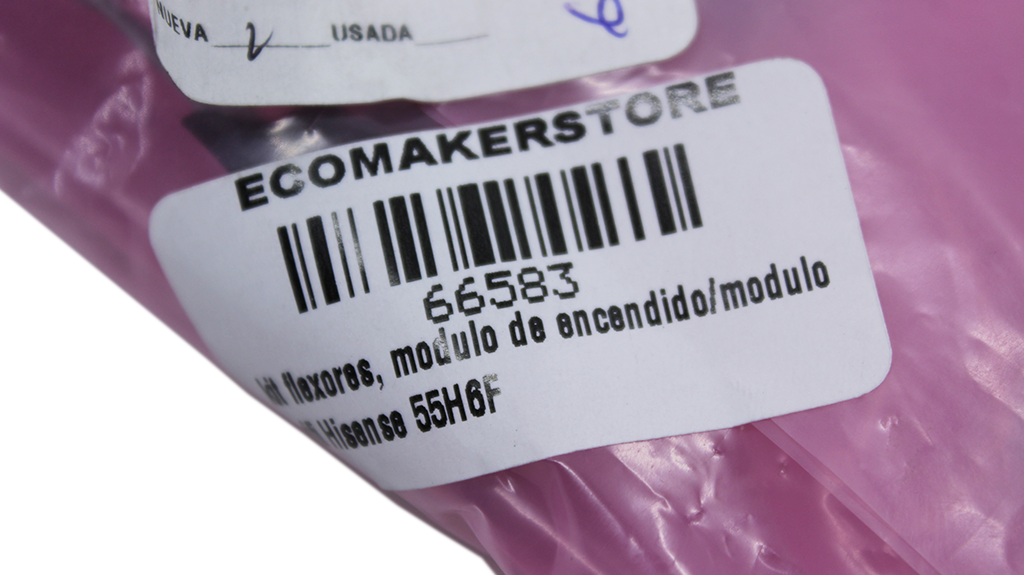 NUEVA USADA
ECOMAKERSTORE
66583
flexores, modulo de encendido/modulo
Hisense 55H6F